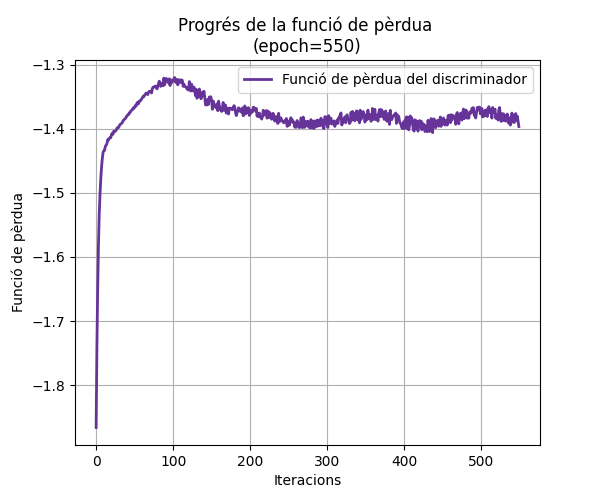 Progrés de la funció de pèrdua
(epoch=550)
Funció de pèrdua del discriminador
Funció de pèrdua
−1.3
−1.4
−1.5
−1.6
−1.7
−1.8
0 100 200 300 400 500
Iteracions